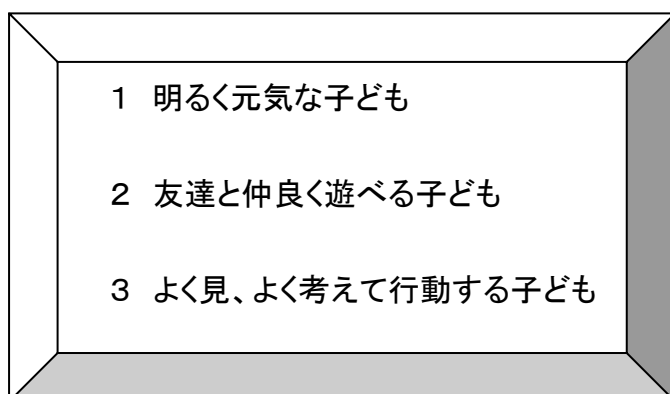 1 明るく元気な子ども
2 友達と仲良く遊べる子ども
3 よく見、よく考えて行動する子ども